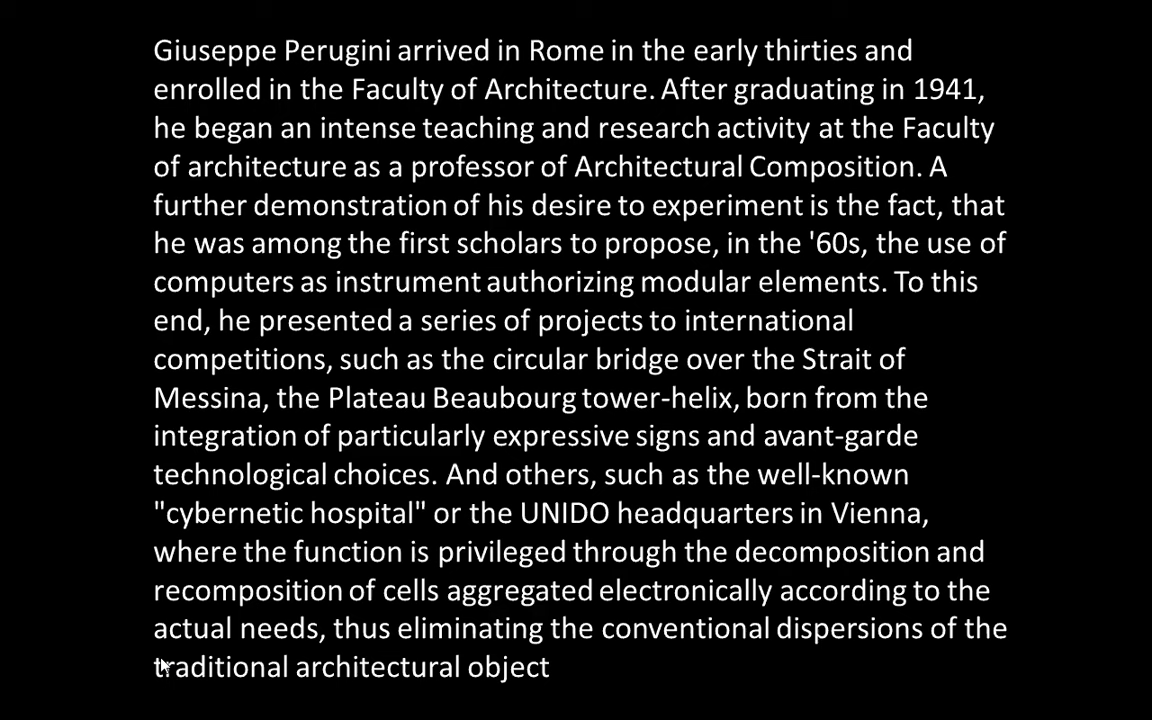 Giuseppe Perugini arrived in Rome in the early thirties and
enrolled in the Faculty of Architecture. After graduating in 1941,
he began an intense teaching and research activity at the Faculty
of architecture as a professor of Architectural Composition. A
further demonstration of his desire to experiment is the fact, that
he was among the first scholars to propose, in the '60s, the use of
computers as instrument authorizing modular elements. To this
end, he presented a series of projects to international
competitions, such as the circular bridge over the Strait of
Messina, the Plateau Beaubourg tower-helix, born from the
integration of particularly expressive signs and avant-garde
technological choices. And others, such as the well-known
"cybernetic hospital" or the UNIDO headquarters in Vienna,
where the function is privileged through the decomposition and
recomposition of cells aggregated electronically according to the
actual needs, thus eliminating the conventional dispersions of the
traditional architectural object